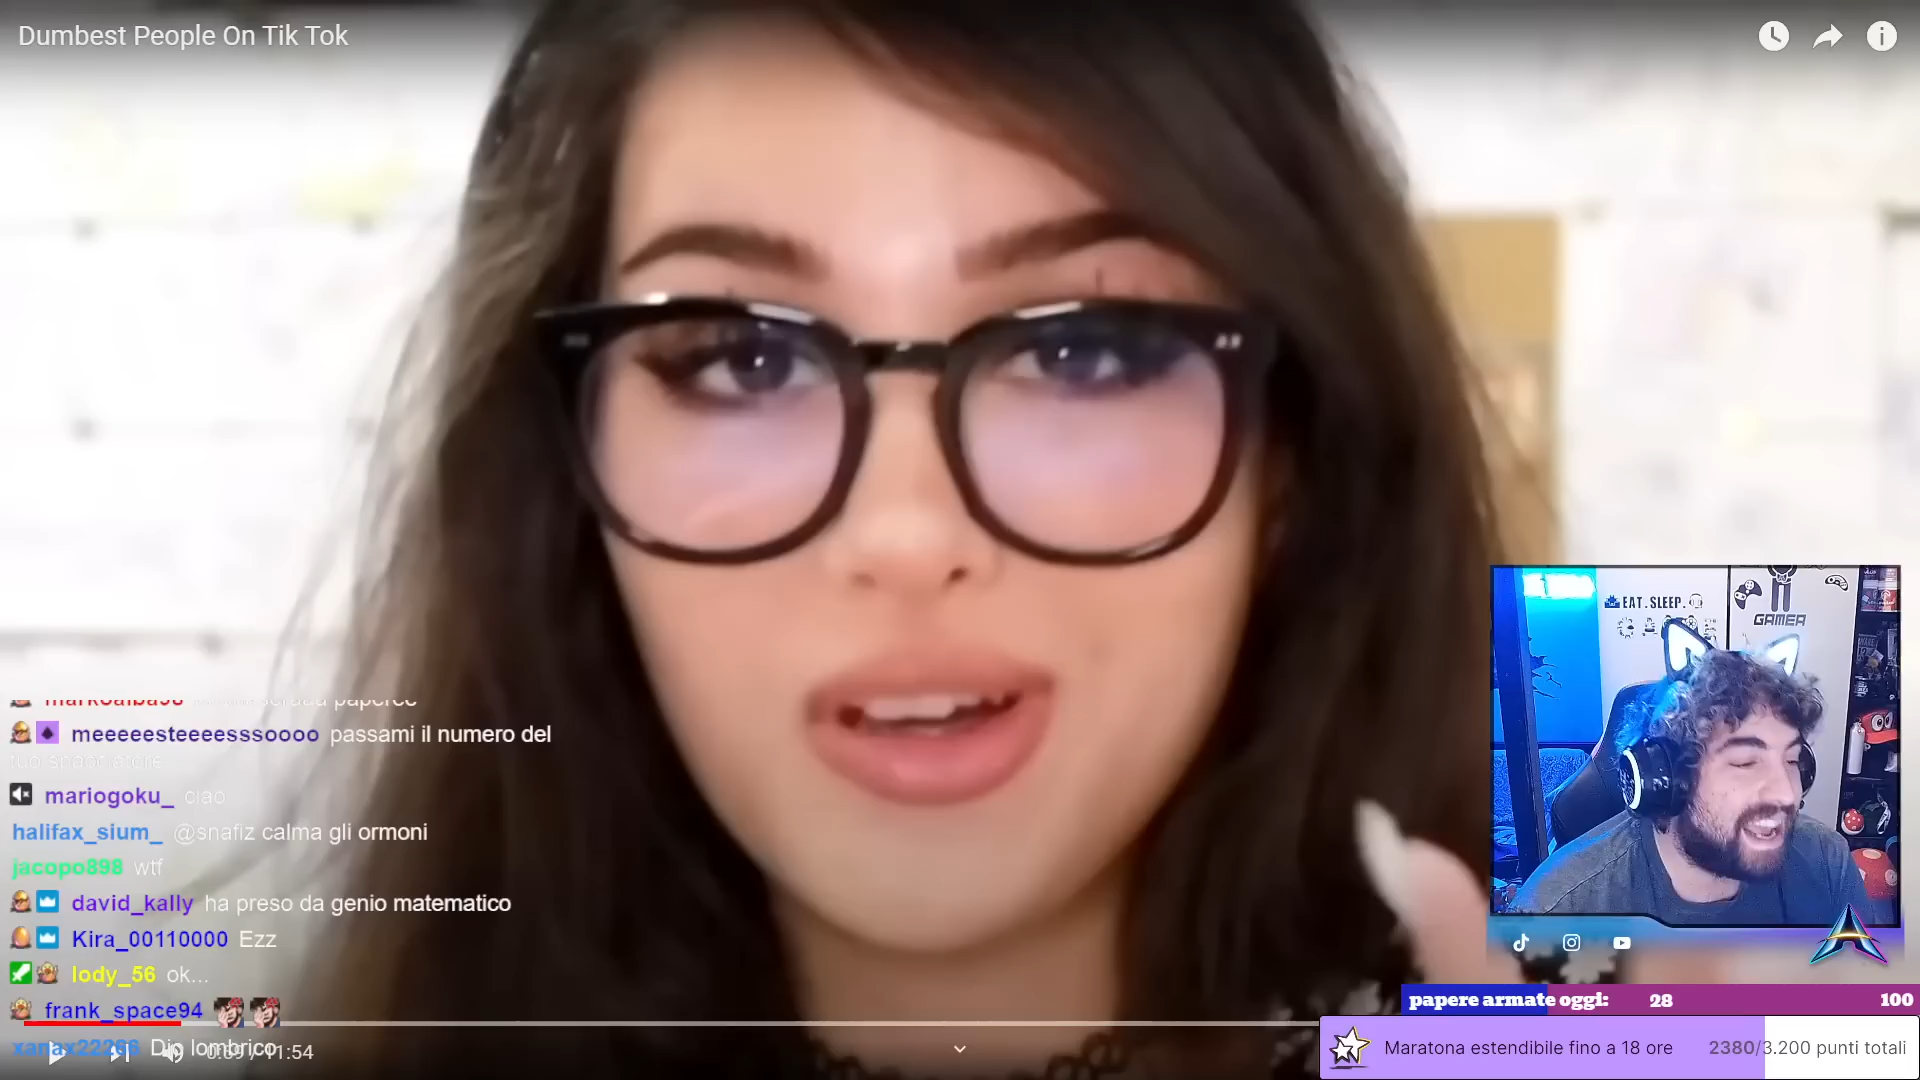 Dumbest People On Tik Tok
EAT.SLEEP.
GAMER
meeeeesteeeesssoooo passami il numero del
mariogoku_ ciao
halifax_sium_ @snafiz calma gli ormoni
jacopo898 wtf
david_kally ha preso da genio matematico
Kira_00110000 Ezz
lody_56 ok...
frank_space94
xanax22266 Dio lombrico
11:54
papere armate oggi: 28 100
Maratona estendibile fino a 18 ore 2380/3.200 punti totali